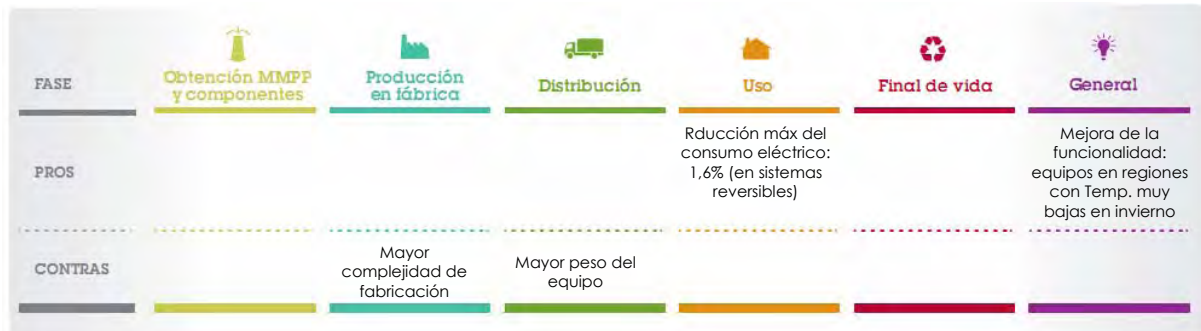 FASE
Obtención MMPP
y componentes
Producción
en fábrica
Distribución
Uso
Final de vida
General
PROS
Rducción máx del
consumo eléctrico:
1,6% (en sistemas
reversibles)
Mejora de la
funcionalidad:
equipos en regiones
con Temp. muy
bajas en invierno
CONTRAS
Mayor
complejidad de
fabricación
Mayor peso del
equipo